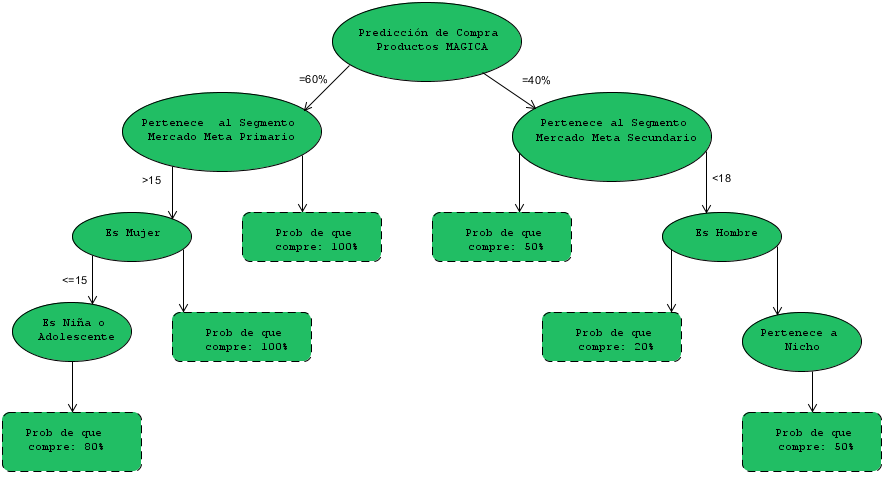 Predicción de Compra
Productos MAGICA
=60%
=40%
Pertenece al Segmento
Mercado Meta Primario
Pertenece al Segmento
Mercado Meta Secundario
>15
<18
Es Mujer
Prob de que
compre: 100%
Prob de que
compre: 50%
Es Hombre
<=15
Es Niña o
Adolescente
Prob de que
compre: 100%
Prob de que
compre: 20%
Pertenece a
Nicho
Prob de que
compre: 80%
Prob de que
compre: 50%